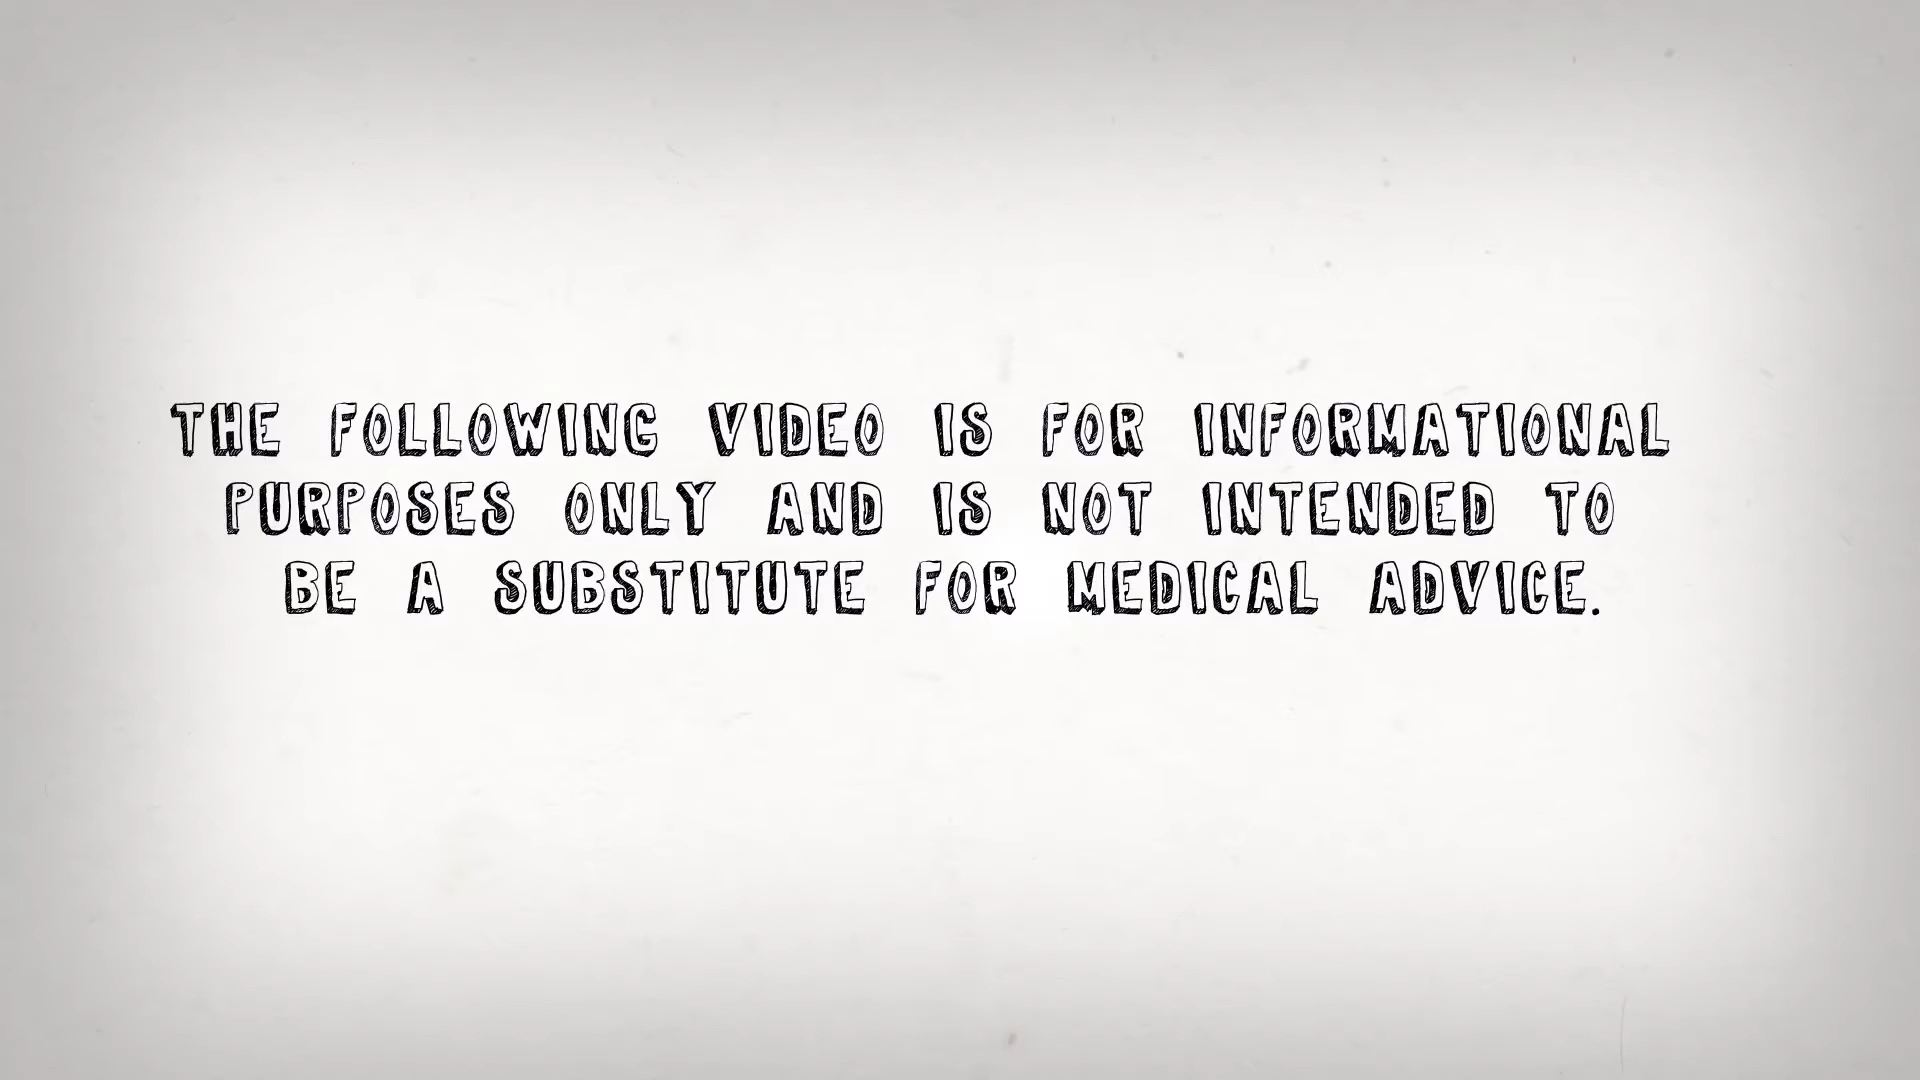 THE FOLLOWING VIDEO IS FOR INFORMATIONAL
PURPOSES ONLY AND IS NOT INTENDED TO
BE A SUBSTITUTE FOR MEDICAL ADVICE.